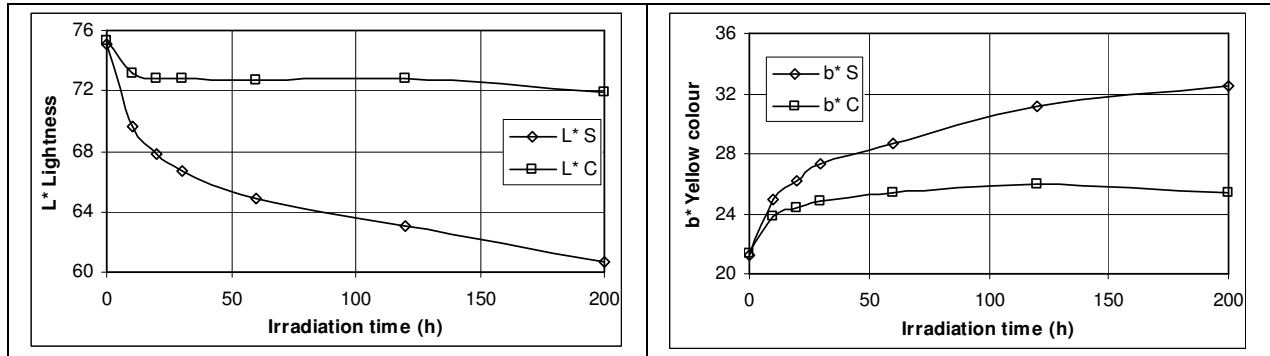 76
72
68
64
60
L* Lightness
L* S
L* C
0
50
100
150
200
Irradiation time (h)
36
32
28
24
20
b* Yellow colour
b* S
b* C
0
50
100
150
200
Irradiation time (h)